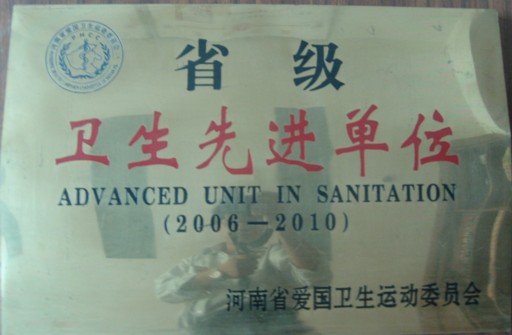 省级
卫生先进单位
ADVANCED UNIT IN SANITATION
(2006—2010)
河南省爱国卫生运动委员会